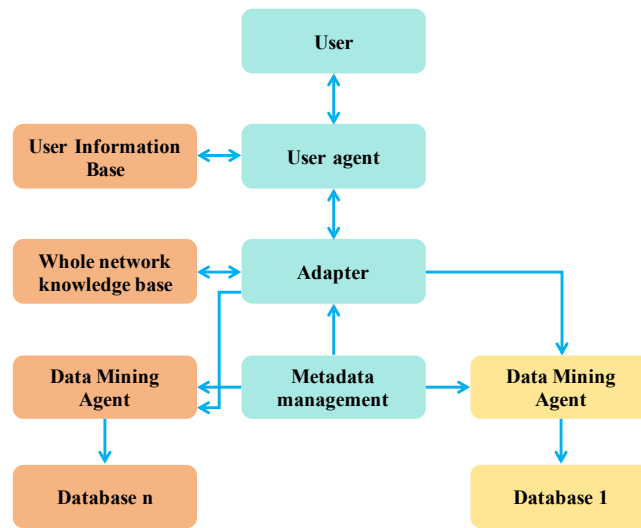 User
User Information
Base
User agent
Whole network
knowledge base
Adapter
Data Mining
Agent
Metadata
management
Data Mining
Agent
Database n
Database 1